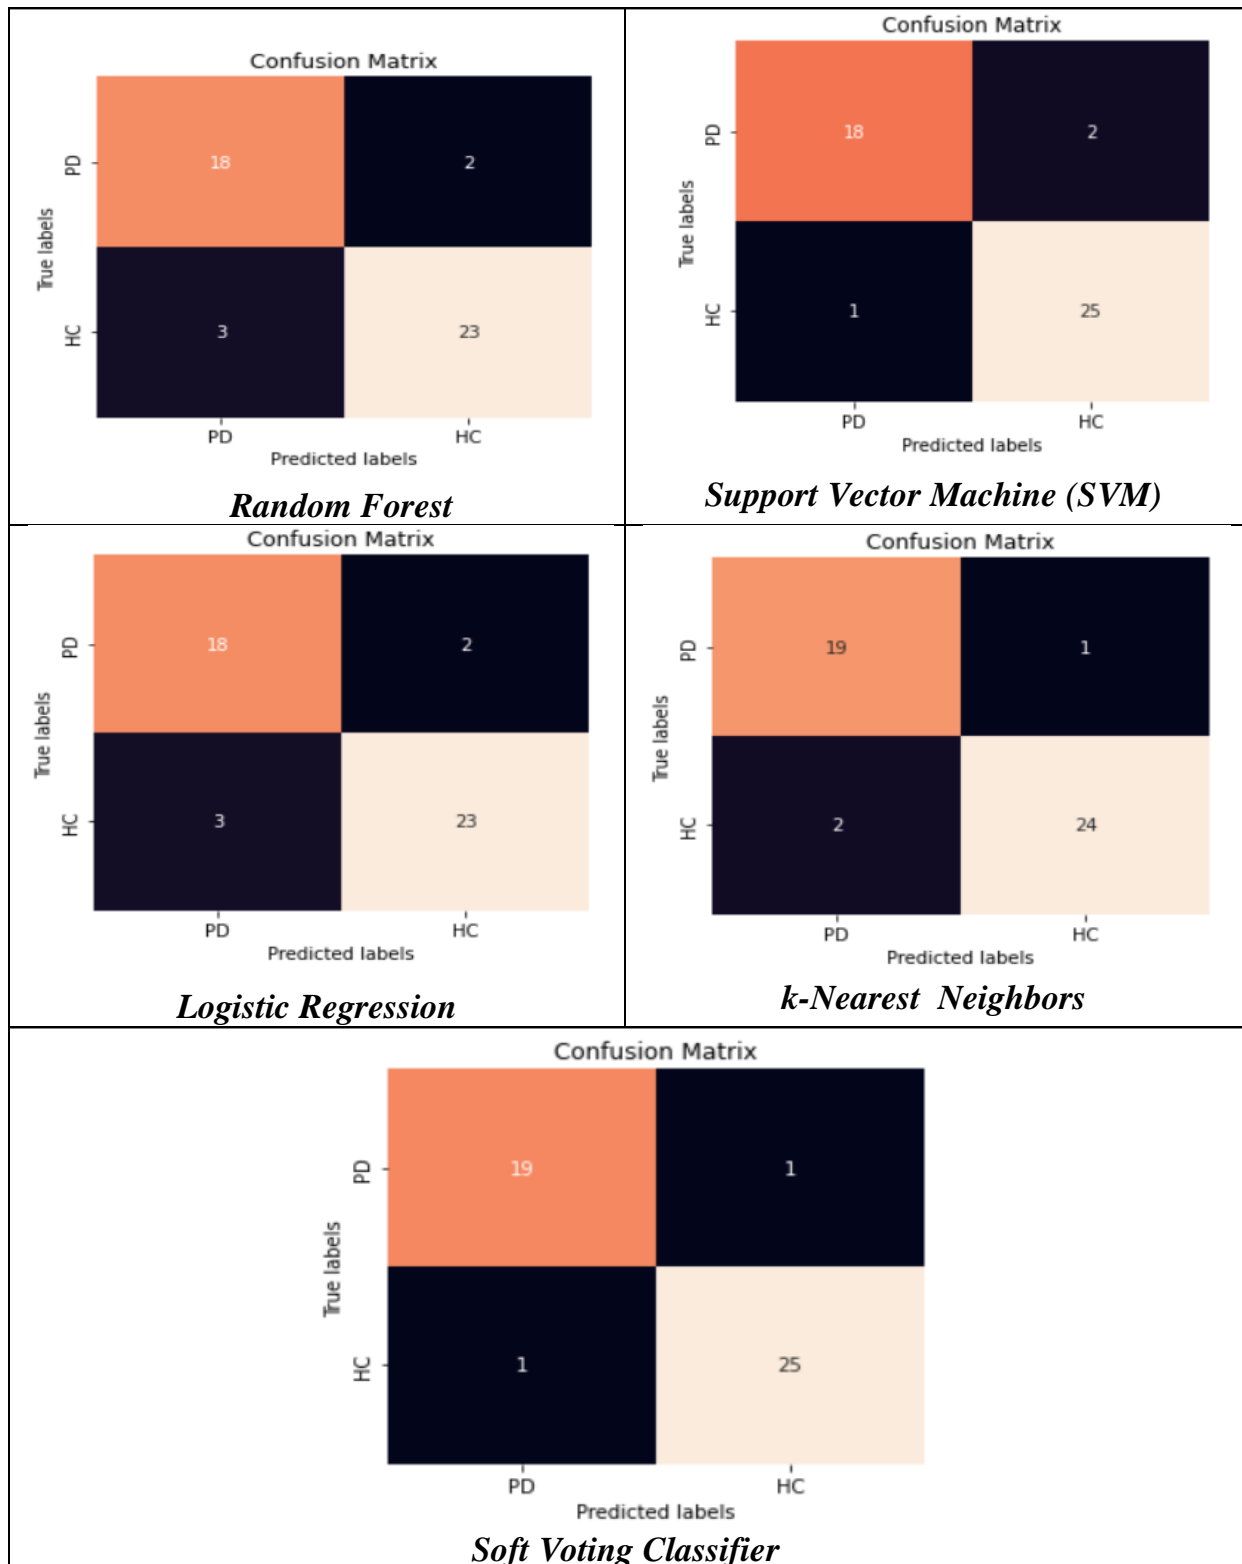 Confusion Matrix
PD
18
2
True labels
HC
3
23
PD
HC
Predicted labels
Random Forest
Confusion Matrix
PD
18
2
True labels
HC
1
25
PD
HC
Predicted labels
Support Vector Machine (SVM)
Confusion Matrix
PD
18
2
True labels
HC
3
23
PD
HC
Predicted labels
Logistic Regression
Confusion Matrix
PD
19
1
True labels
HC
2
24
PD
HC
Predicted labels
k-Nearest Neighbors
Confusion Matrix
PD
19
1
True labels
HC
1
25
PD
HC
Predicted labels
Soft Voting Classifier